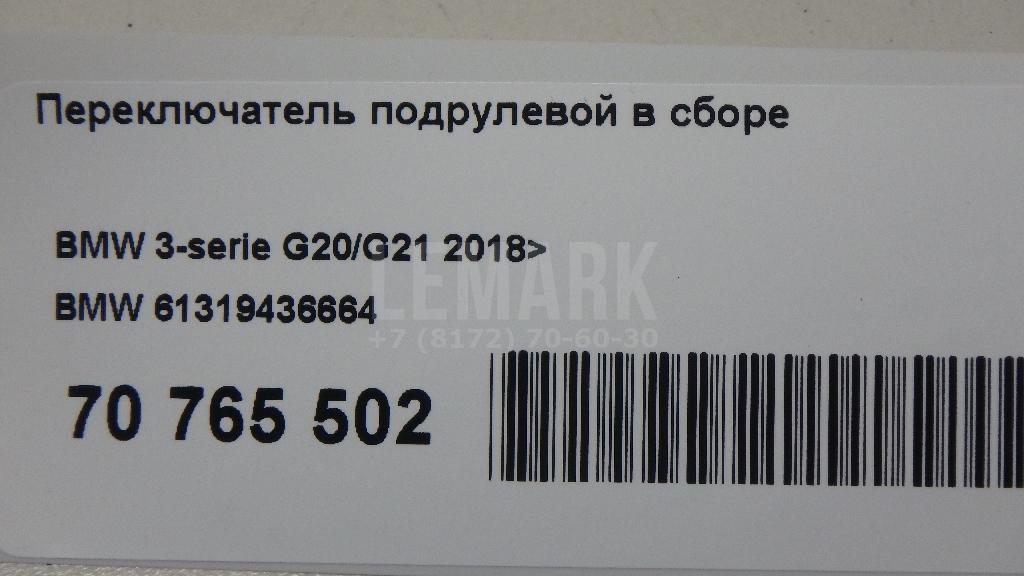 Переключатель подрулевой в сборе
BMW 3-serie G20/G21 2018>
BMW 61319436664
LEMARK
+7 (8172) 70-60-30
70 765 502